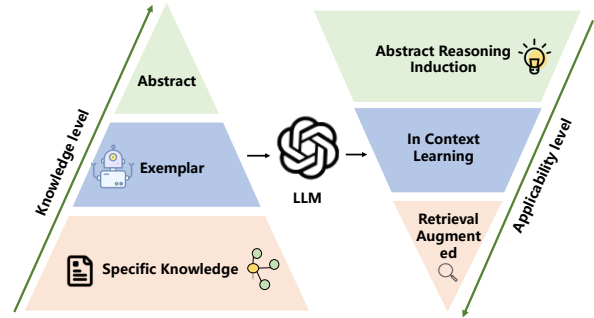 Knowledge level
Abstract
Exemplar
Specific Knowledge
LLM
Abstract Reasoning
Induction
In Context
Learning
Retrieval
Augment
ed
Applicability level